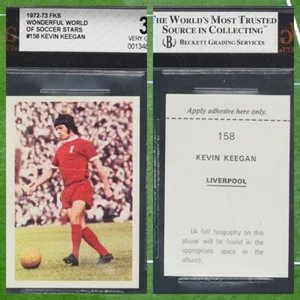 1972-73 FKS
WONDERFUL WORLD
OF SOCCER STARS
#158 KEVIN KEEGAN
3
VERY
THE WORLD'S MOST TRUSTED
SOURCE IN COLLECTING™
B
BECKETT GRADING SERVICES
Apply adhesive here only.
158
KEVIN KEEGAN
LIVERPOOL
(A full biography on this
player will be found in the
appropriate space in the
album).